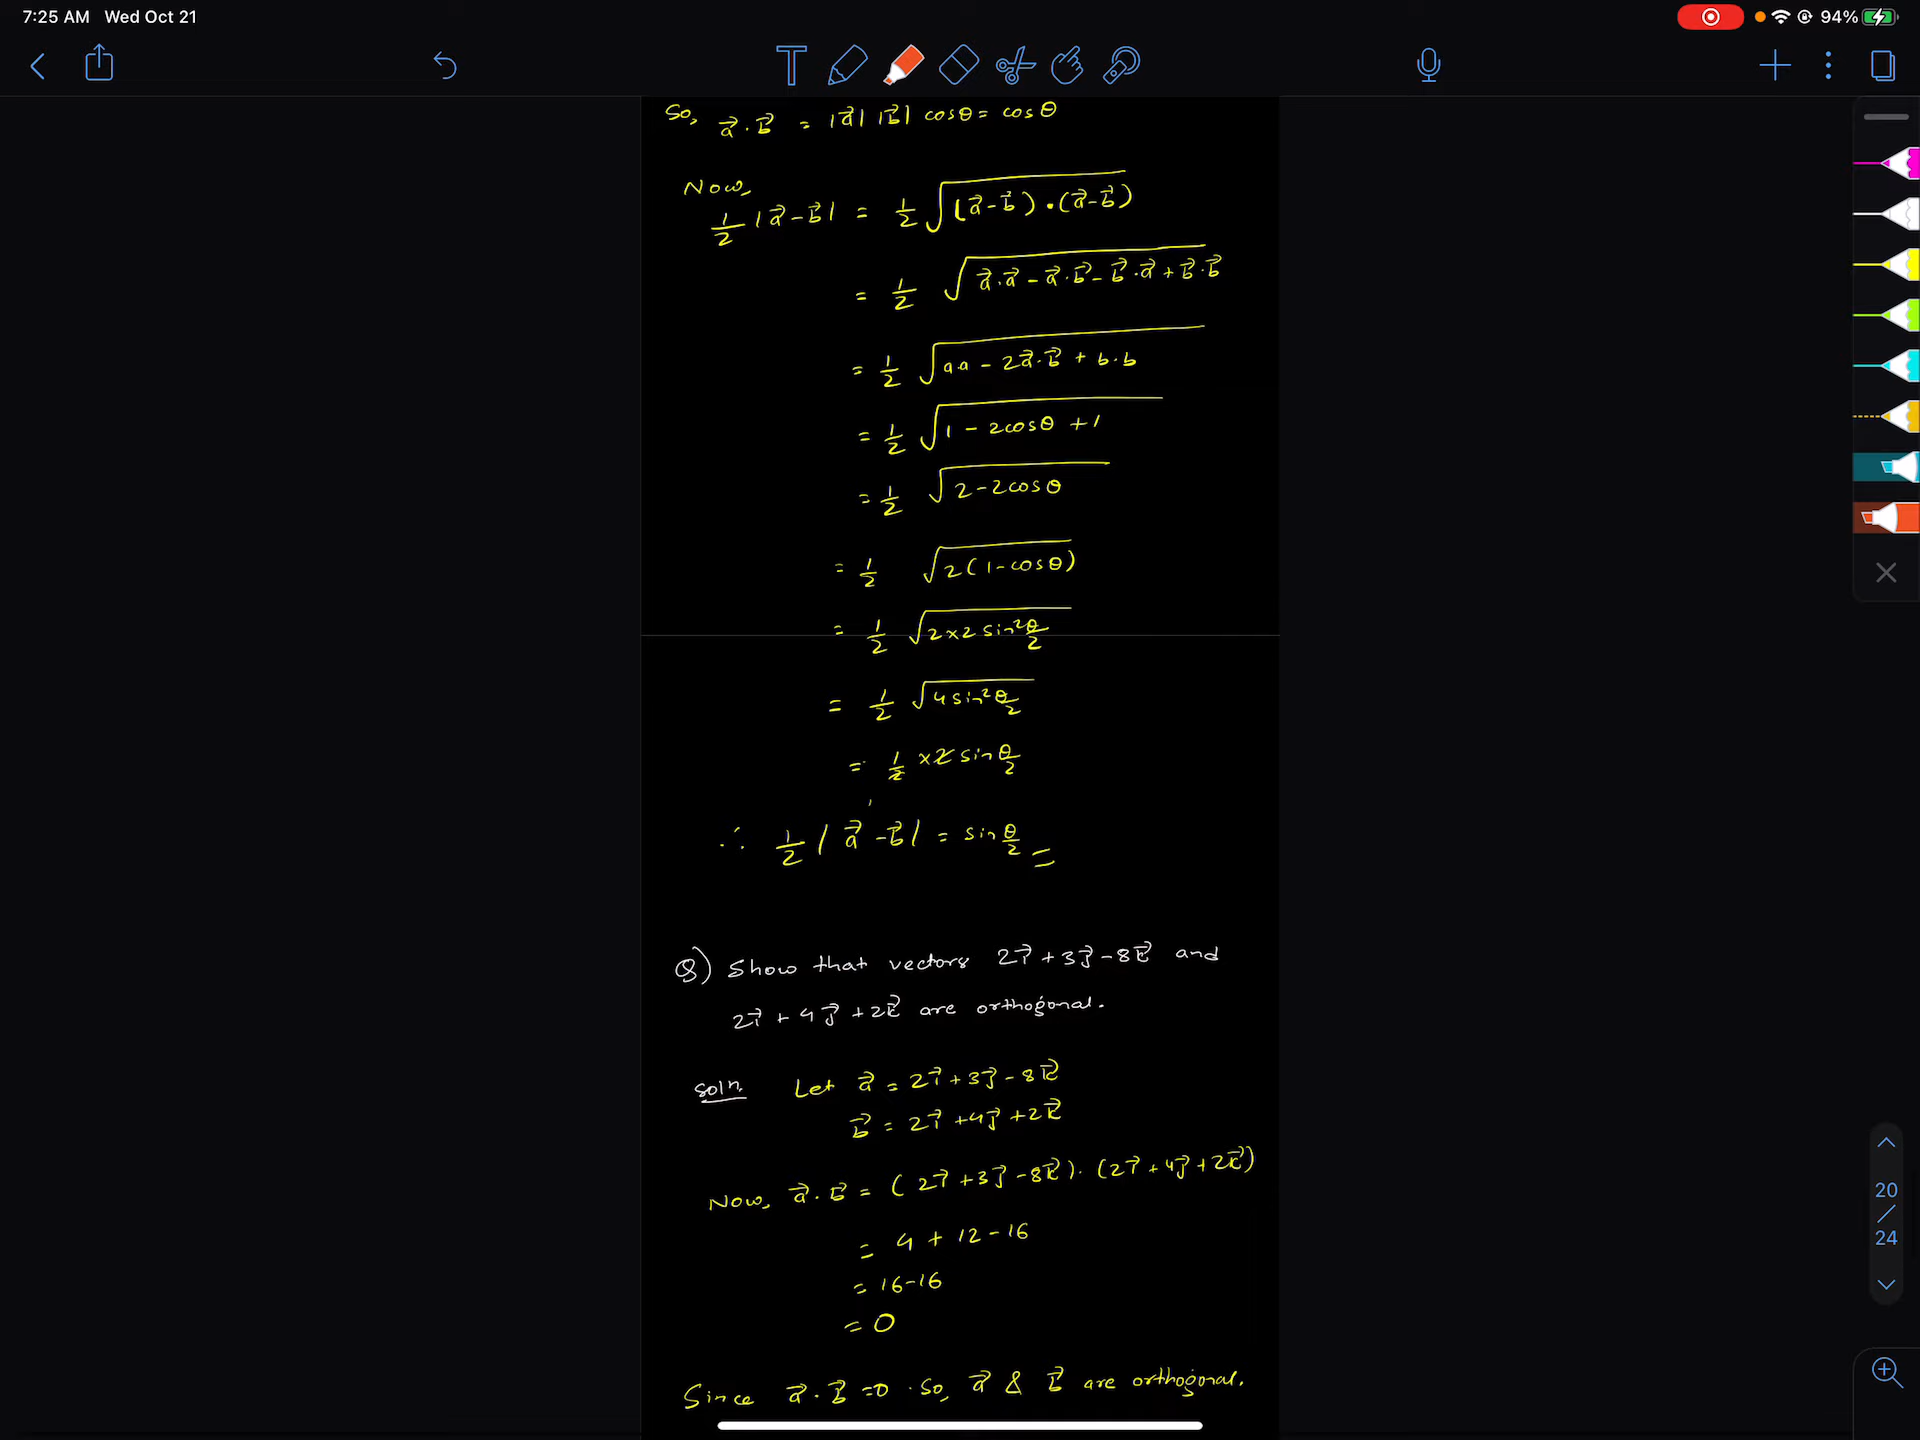 7:25 AM Wed Oct 21
94%
So, a⃗ · b⃗ = |a⃗| |b⃗| cosθ = cosθ
Now,
1/2 |a⃗ - b⃗| = 1/2 √((a⃗ - b⃗) · (a⃗ - b⃗))
= 1/2 √(a⃗·a⃗ - a⃗·b⃗ - b⃗·a⃗ + b⃗·b⃗)
= 1/2 √(a.a - 2a⃗·b⃗ + b.b)
= 1/2 √(1 - 2cosθ + 1)
= 1/2 √(2 - 2cosθ)
= 1/2 √(2(1 - cosθ))
= 1/2 √(2×2 sin²θ/2)
= 1/2 √(4sin²θ/2)
= 1/2 ×2 sinθ/2
∴ 1/2 |a⃗ - b⃗| = sinθ/2
Q) Show that vectors 2i⃗ + 3j⃗ - 8k⃗ and
2i⃗ + 4j⃗ + 2k⃗ are orthogonal.
Soln. Let a⃗ = 2i⃗ + 3j⃗ - 8k⃗
b⃗ = 2i⃗ + 4j⃗ + 2k⃗
Now, a⃗ · b⃗ = (2i⃗ + 3j⃗ - 8k⃗) · (2i⃗ + 4j⃗ + 2k⃗)
= 4 + 12 - 16
= 16 - 16
= 0
Since a⃗ · b⃗ = 0 . So, a⃗ & b⃗ are orthogonal.
20
/
24